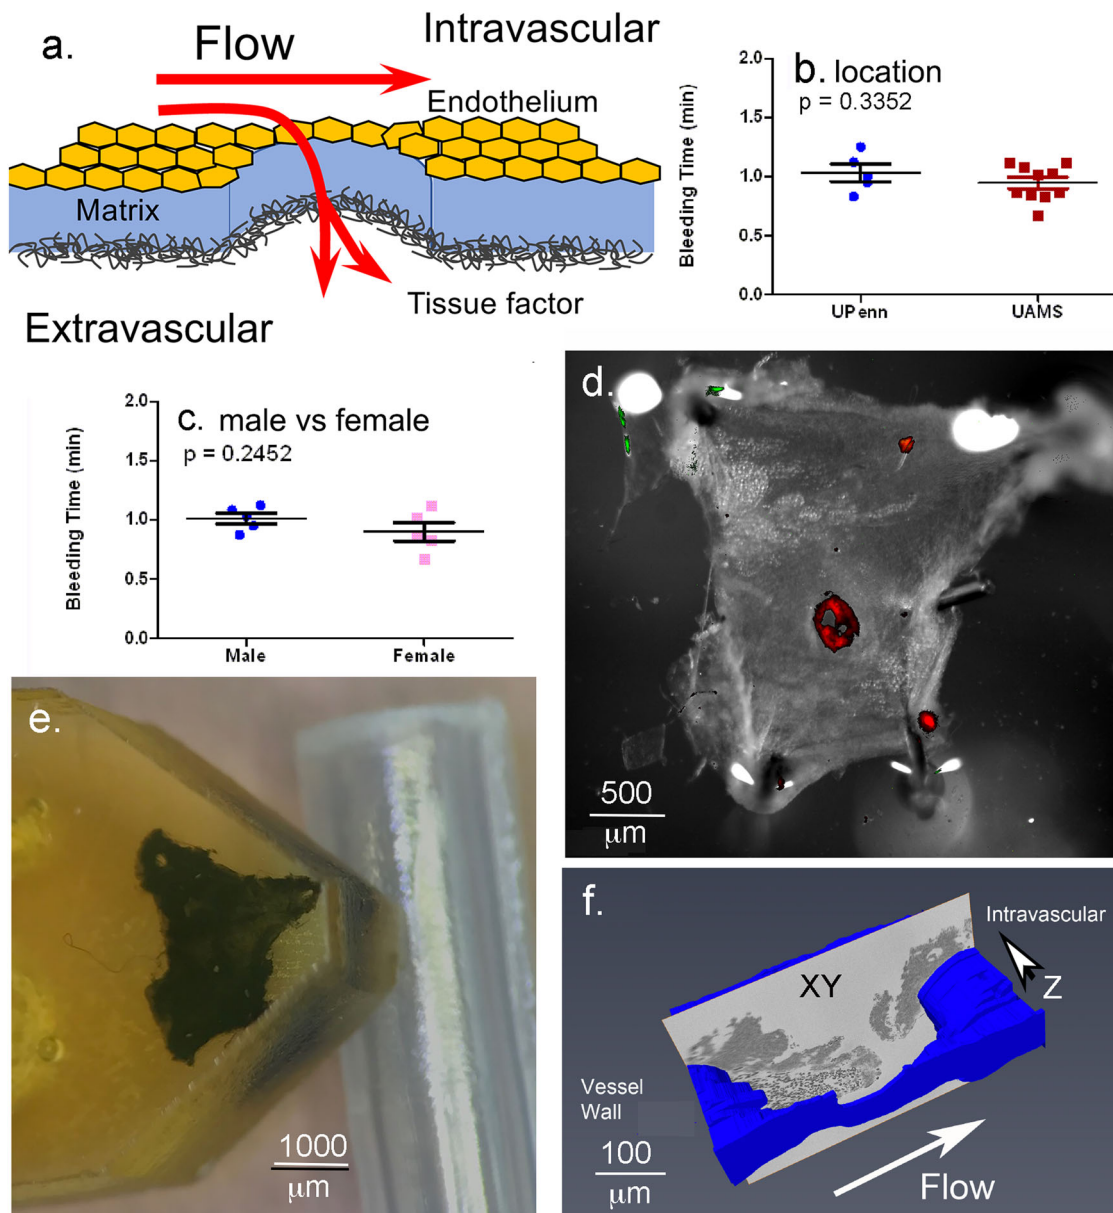 a.
Flow
Intravascular
Endothelium
Matrix
Tissue factor
Extravascular
b. location
p = 0.3352
Bleeding Time (min)
2.0
1.5
1.0
0.5
0.0
UPenn
UAMS
c. male vs female
p = 0.2452
Bleeding Time (min)
2.0
1.5
1.0
0.5
0.0
Male
Female
d.
500
μm
e.
1000
μm
f.
Intravascular
XY
Z
Vessel
Wall
100
μm
Flow